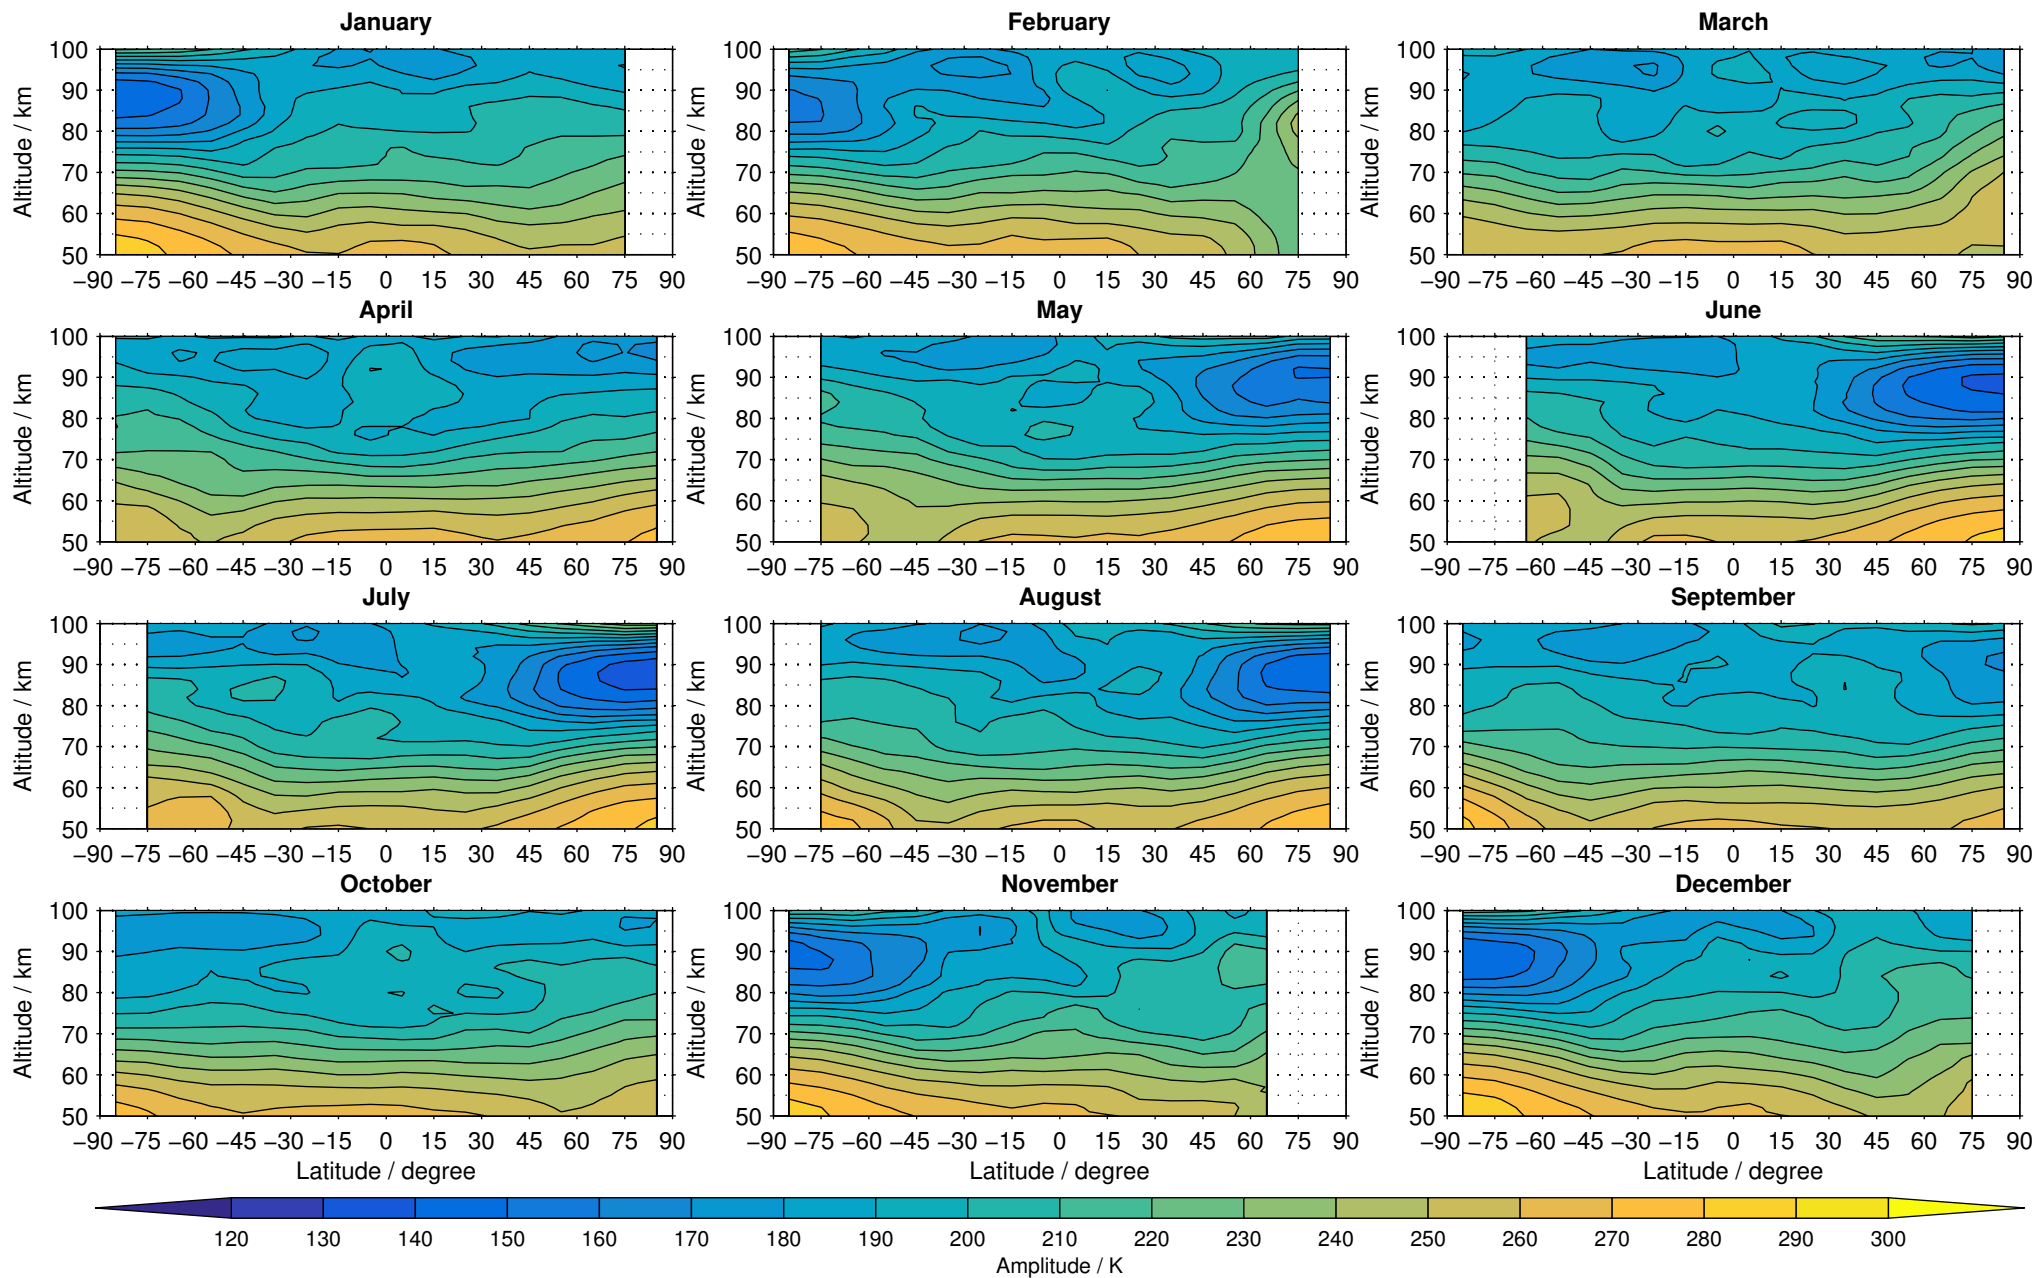 January February March
100 100 100
90 90 90
80 80 80
70 70 70
60 60 60
50 50 50
Altitude / km Altitude / km Altitude / km
−90 −75 −60 −45 −30 −15 0 15 30 45 60 75 90 −90 −75 −60 −45 −30 −15 0 15 30 45 60 75 90 −90 −75 −60 −45 −30 −15 0 15 30 45 60 75 90
April May June
100 100 100
90 90 90
80 80 80
70 70 70
60 60 60
50 50 50
Altitude / km Altitude / km Altitude / km
−90 −75 −60 −45 −30 −15 0 15 30 45 60 75 90 −90 −75 −60 −45 −30 −15 0 15 30 45 60 75 90 −90 −75 −60 −45 −30 −15 0 15 30 45 60 75 90
July August September
100 100 100
90 90 90
80 80 80
70 70 70
60 60 60
50 50 50
Altitude / km Altitude / km Altitude / km
−90 −75 −60 −45 −30 −15 0 15 30 45 60 75 90 −90 −75 −60 −45 −30 −15 0 15 30 45 60 75 90 −90 −75 −60 −45 −30 −15 0 15 30 45 60 75 90
October November December
100 100 100
90 90 90
80 80 80
70 70 70
60 60 60
50 50 50
Altitude / km Altitude / km Altitude / km
−90 −75 −60 −45 −30 −15 0 15 30 45 60 75 90 −90 −75 −60 −45 −30 −15 0 15 30 45 60 75 90 −90 −75 −60 −45 −30 −15 0 15 30 45 60 75 90
Latitude / degree Latitude / degree Latitude / degree
120 130 140 150 160 170 180 190 200 210 220 230 240 250 260 270 280 290 300
Amplitude / K